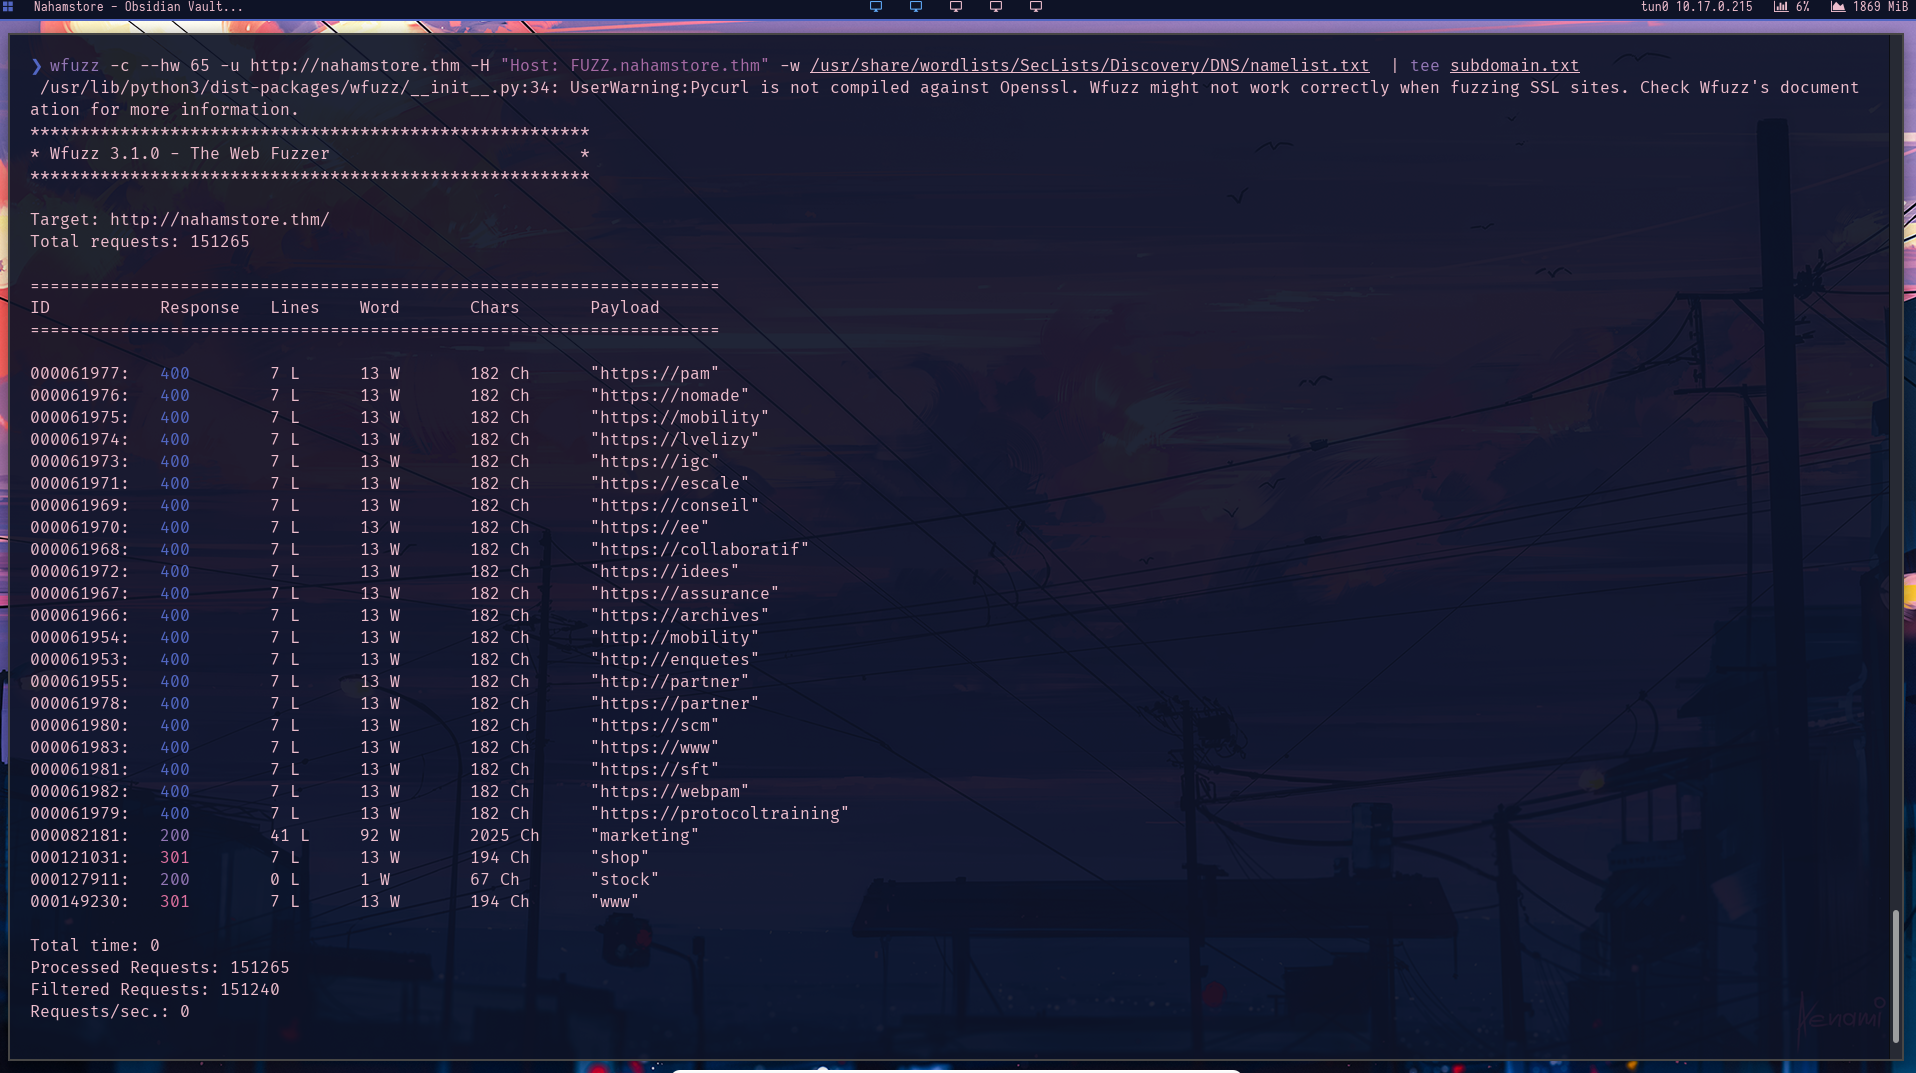 Nahamstore - Obsidian Vault... tun0 10.17.0.215 6% 1869 MiB
❯ wfuzz -c --hw 65 -u http://nahamstore.thm -H "Host: FUZZ.nahamstore.thm" -w /usr/share/wordlists/SecLists/Discovery/DNS/namelist.txt | tee subdomain.txt
/usr/lib/python3/dist-packages/wfuzz/__init__.py:34: UserWarning:Pycurl is not compiled against Openssl. Wfuzz might not work correctly when fuzzing SSL sites. Check Wfuzz's document
ation for more information.
********************************************************
* Wfuzz 3.1.0 - The Web Fuzzer                         *
********************************************************
Target: http://nahamstore.thm/
Total requests: 151265
=====================================================================
ID           Response   Lines    Word       Chars       Payload
=====================================================================
000061977:   400        7 L      13 W       182 Ch      "https://pam"
000061976:   400        7 L      13 W       182 Ch      "https://nomade"
000061975:   400        7 L      13 W       182 Ch      "https://mobility"
000061974:   400        7 L      13 W       182 Ch      "https://lvelizy"
000061973:   400        7 L      13 W       182 Ch      "https://igc"
000061971:   400        7 L      13 W       182 Ch      "https://escale"
000061969:   400        7 L      13 W       182 Ch      "https://conseil"
000061970:   400        7 L      13 W       182 Ch      "https://ee"
000061968:   400        7 L      13 W       182 Ch      "https://collaboratif"
000061972:   400        7 L      13 W       182 Ch      "https://idees"
000061967:   400        7 L      13 W       182 Ch      "https://assurance"
000061966:   400        7 L      13 W       182 Ch      "https://archives"
000061954:   400        7 L      13 W       182 Ch      "http://mobility"
000061953:   400        7 L      13 W       182 Ch      "http://enquetes"
000061955:   400        7 L      13 W       182 Ch      "http://partner"
000061978:   400        7 L      13 W       182 Ch      "https://partner"
000061980:   400        7 L      13 W       182 Ch      "https://scm"
000061983:   400        7 L      13 W       182 Ch      "https://www"
000061981:   400        7 L      13 W       182 Ch      "https://sft"
000061982:   400        7 L      13 W       182 Ch      "https://webpam"
000061979:   400        7 L      13 W       182 Ch      "https://protocoltraining"
000082181:   200        41 L     92 W       2025 Ch     "marketing"
000121031:   301        7 L      13 W       194 Ch      "shop"
000127911:   200        0 L      1 W        67 Ch       "stock"
000149230:   301        7 L      13 W       194 Ch      "www"
Total time: 0
Processed Requests: 151265
Filtered Requests: 151240
Requests/sec.: 0
Xenami